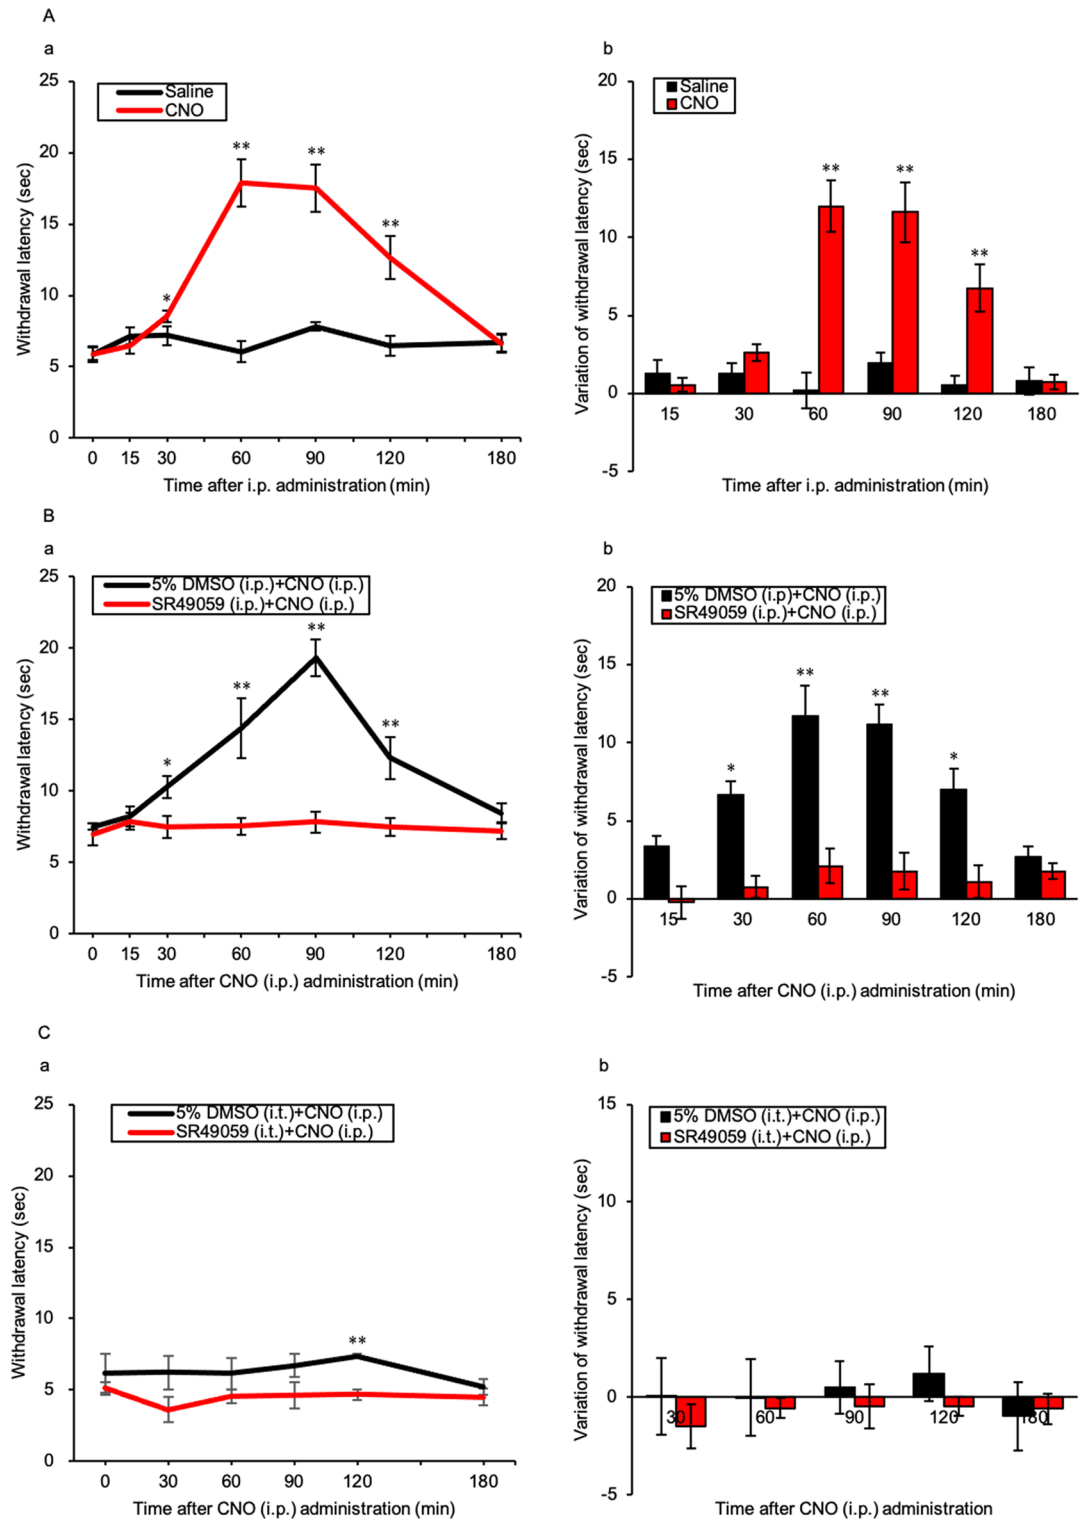 A
a
25
20
15
10
5
0
Withdrawal latency (sec)
Saline
CNO
*
**
**
**
0 15 30 60 90 120 180
Time after i.p. administration (min)
b
20
15
10
5
0
-5
Variation of withdrawal latency (sec)
Saline
CNO
**
**
**
15 30 60 90 120 180
Time after i.p. administration (min)
B
a
25
20
15
10
5
0
Withdrawal latency (sec)
5% DMSO (i.p.)+CNO (i.p.)
SR49059 (i.p.)+CNO (i.p.)
*
**
**
**
0 15 30 60 90 120 180
Time after CNO (i.p.) administration (min)
b
20
15
10
5
0
-5
Variation of withdrawal latency (sec)
5% DMSO (i.p)+CNO (i.p.)
SR49059 (i.p.)+CNO (i.p.)
*
**
**
*
15 30 60 90 120 180
Time after CNO (i.p.) administration (min)
C
a
25
20
15
10
5
0
Withdrawal latency (sec)
5% DMSO (i.t.)+CNO (i.p.)
SR49059 (i.t.)+CNO (i.p.)
**
0 30 60 90 120 180
Time after CNO (i.p.) administration (min)
b
15
10
5
0
-5
Variation of withdrawal latency (sec)
5% DMSO (i.t.)+CNO (i.p.)
SR49059 (i.t.)+CNO (i.p.)
30 60 90 120 180
Time after CNO (i.p.) administration